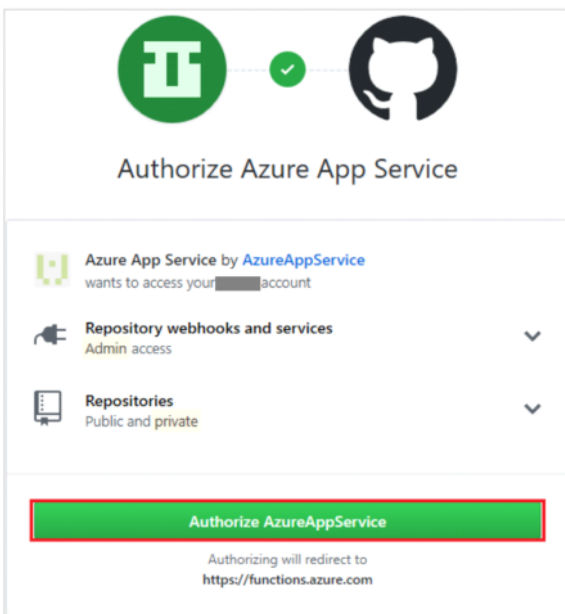 Authorize Azure App Service
Azure App Service by AzureAppService
wants to access your account
Repository webhooks and services
Admin access
Repositories
Public and private
Authorize AzureAppService
Authorizing will redirect to
https://functions.azure.com